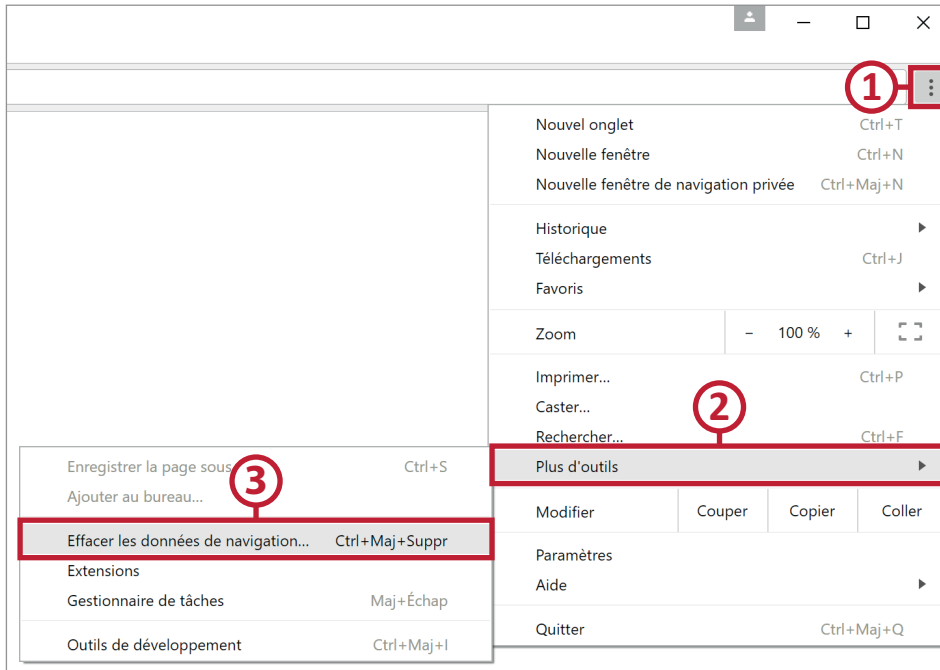 1
Nouvel onglet Ctrl+T
Nouvelle fenêtre Ctrl+N
Nouvelle fenêtre de navigation privée Ctrl+Maj+N
Historique
Téléchargements Ctrl+J
Favoris
Zoom - 100 % +
Imprimer... Ctrl+P
Caster...
2
Rechercher... Ctrl+F
Plus d'outils
Modifier Couper Copier Coller
Paramètres
Aide
Quitter Ctrl+Maj+Q
Enregistrer la page sous Ctrl+S
3
Ajouter au bureau...
Effacer les données de navigation... Ctrl+Maj+Suppr
Extensions
Gestionnaire de tâches Maj+Échap
Outils de développement Ctrl+Maj+I